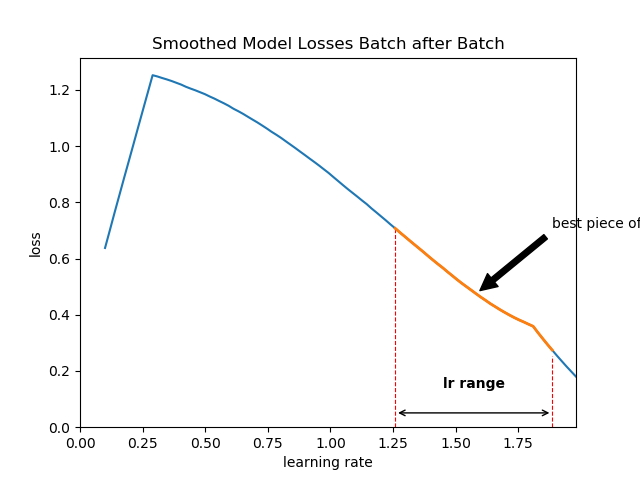 Smoothed Model Losses Batch after Batch
1.2
1.0
0.8
0.6
0.4
0.2
0.0
loss
best piece of
lr range
0.00 0.25 0.50 0.75 1.00 1.25 1.50 1.75
learning rate